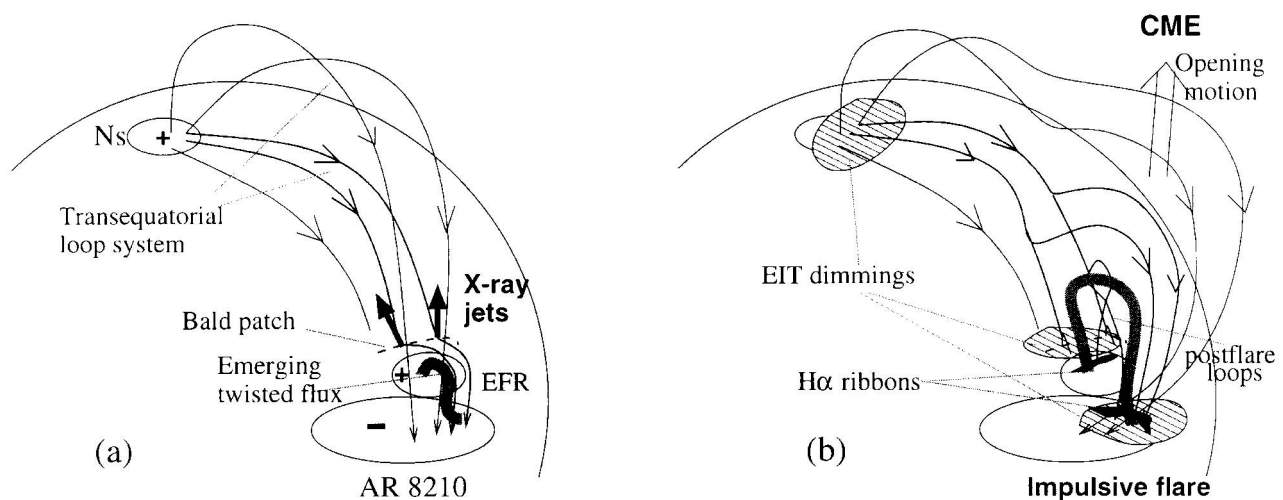 Ns
+
Transequatorial
loop system
X-ray
jets
Bald patch
Emerging
twisted flux
+
EFR
-
(a)
AR 8210
CME
Opening
motion
EIT dimmings
postflare
loops
Hα ribbons
(b)
Impulsive flare